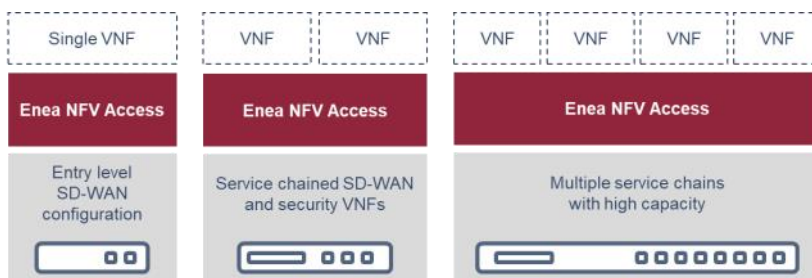 Single VNF
VNF
VNF
VNF
VNF
VNF
VNF
Enea NFV Access
Enea NFV Access
Enea NFV Access
Entry level
SD-WAN
configuration
Service chained SD-WAN
and security VNFs
Multiple service chains
with high capacity